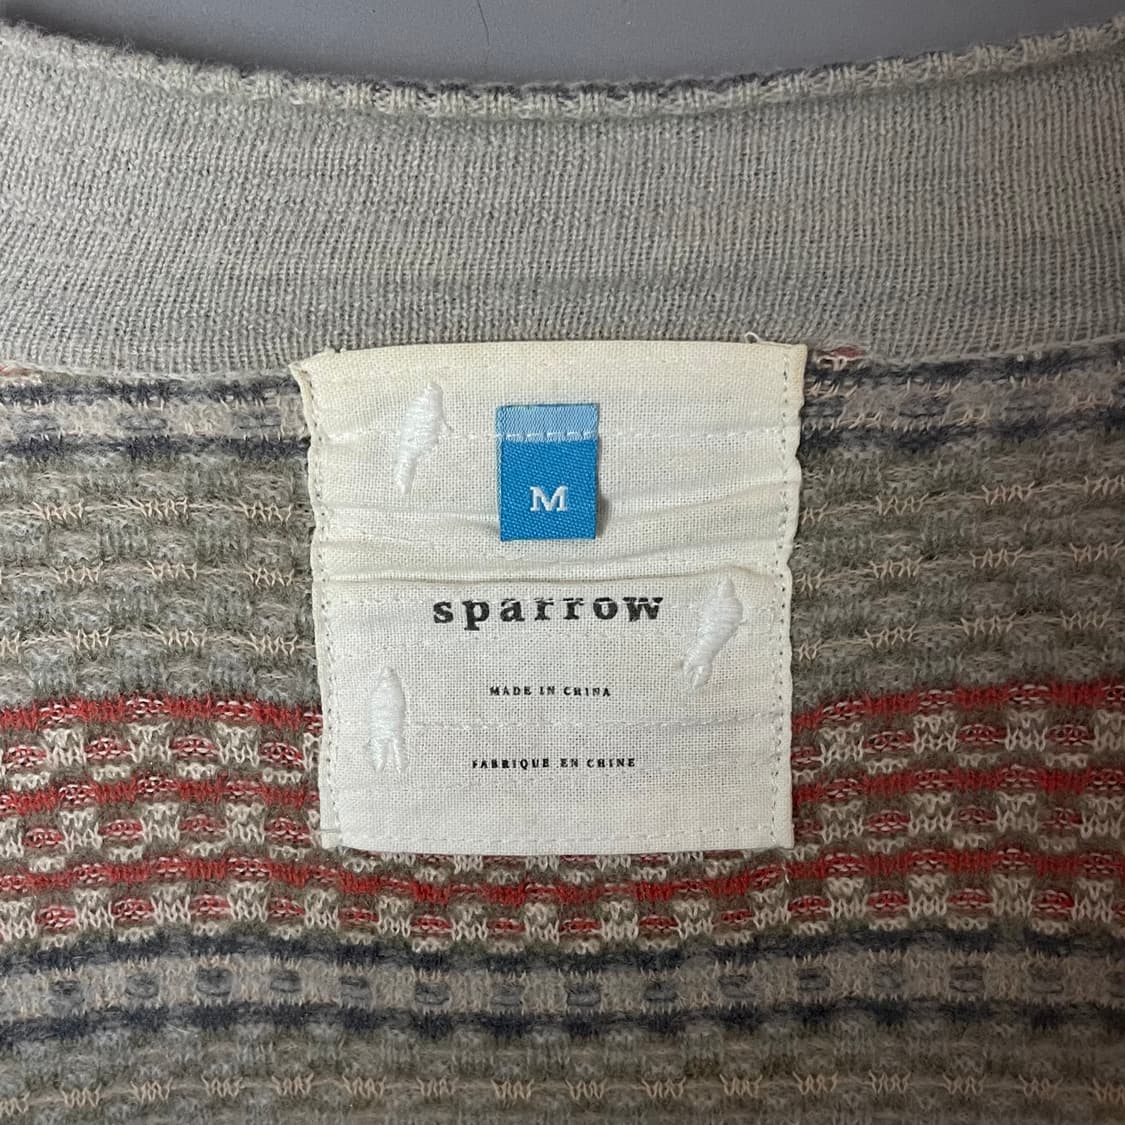 M
sparrow
MADE IN CHINA
FABRIQUE EN CHINE